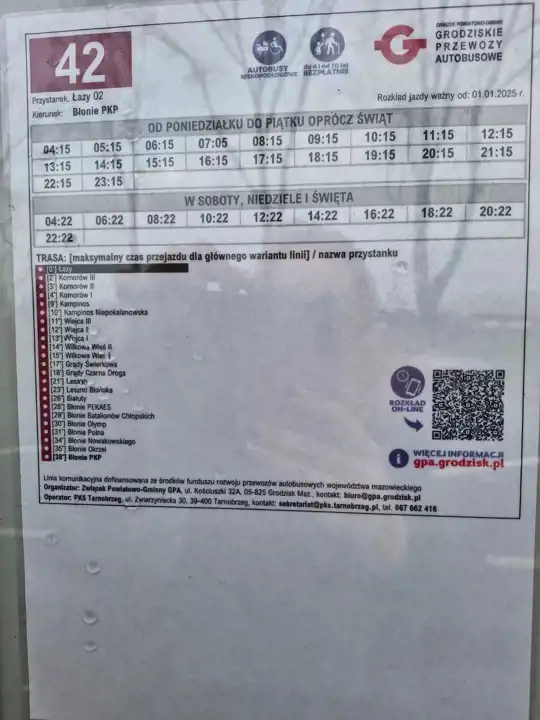 42
AUTOBUSY
NISKOPODŁOGOWE
do 4 i od 70 lat
BEZPŁATNIE
ZWIĄZEK POWIATOWO-GMINNY
GRODZISKIE
PRZEWOZY
AUTOBUSOWE
Przystanek: Łazy 02
Kierunek: Błonie PKP
Rozkład jazdy ważny od: 01.01.2025 r.
OD PONIEDZIAŁKU DO PIĄTKU OPRÓCZ ŚWIĄT
04:15 05:15 06:15 07:05 08:15 09:15 10:15 11:15 12:15
13:15 14:15 15:15 16:15 17:15 18:15 19:15 20:15 21:15
22:15 23:15
W SOBOTY, NIEDZIELE I ŚWIĘTA
04:22 06:22 08:22 10:22 12:22 14:22 16:22 18:22 20:22
22:22
TRASA: [maksymalny czas przejazdu dla głównego wariantu linii] / nazwa przystanku
[0'] Łazy
[2'] Komorów III
[3'] Komorów II
[4'] Komorów I
[9'] Kampinos
[10'] Kampinos Niepokalanowska
[11'] Wiejca III
[12'] Wiejca II
[13'] Wiejca I
[14'] Wilkowa Wieś II
[15'] Wilkowa Wieś I
[17'] Grądy Świerkowa
[18'] Grądy Czarna Droga
[21'] Leszno
[23'] Leszno Błońska
[26'] Białuty
[28'] Błonie PEKAES
[29'] Błonie Batalionów Chłopskich
[30'] Błonie Olymp
[31'] Błonie Polna
[34'] Błonie Nowakowskiego
[35'] Błonie Okrzei
[38'] Błonie PKP
ROZKŁAD
ON-LINE
WIĘCEJ INFORMACJI
gpa.grodzisk.pl
Linia komunikacyjna dofinansowana ze środków funduszu rozwoju przewozów autobusowych województwa mazowieckiego
Organizator: Związek Powiatowo-Gminny GPA, ul. Kościuszki 32A, 05-825 Grodzisk Maz., kontakt: biuro@gpa.grodzisk.pl
Operator: PKS Tarnobrzeg, ul. Zwierzyniecka 30, 39-400 Tarnobrzeg, kontakt: sekretariat@pks.tarnobrzeg.pl, tel. 667 662 416